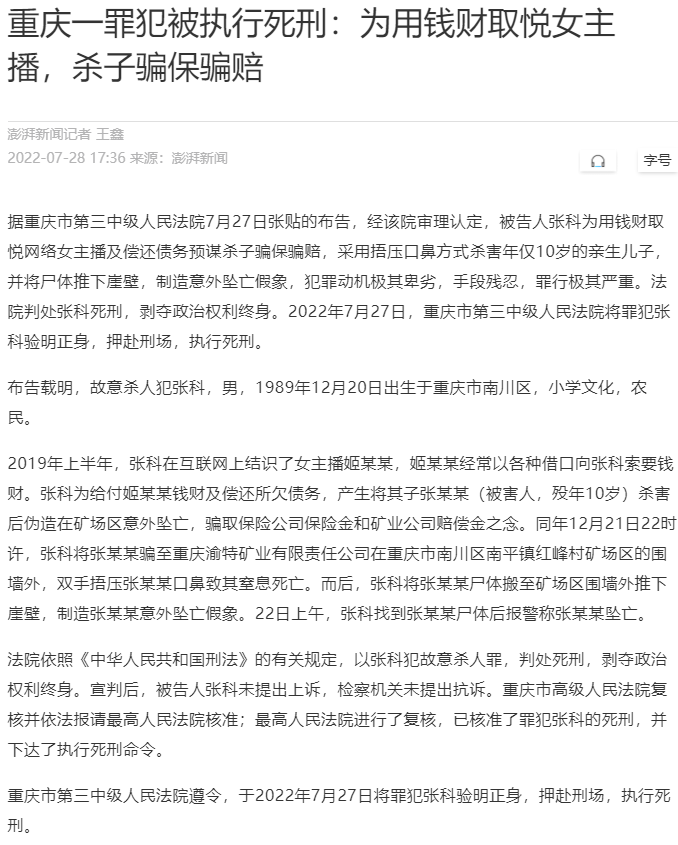 重庆一罪犯被执行死刑：为用钱财取悦女主
播，杀子骗保骗赔
澎湃新闻记者 王鑫
2022-07-28 17:36 来源：澎湃新闻
字号
据重庆市第三中级人民法院7月27日张贴的布告，经该院审理认定，被告人张科为用钱财取
悦网络女主播及偿还债务预谋杀子骗保骗赔，采用捂压口鼻方式杀害年仅10岁的亲生儿子，
并将尸体推下崖壁，制造意外坠亡假象，犯罪动机极其卑劣，手段残忍，罪行极其严重。法
院判处张科死刑，剥夺政治权利终身。2022年7月27日，重庆市第三中级人民法院将罪犯张
科验明正身，押赴刑场，执行死刑。
布告载明，故意杀人犯张科，男，1989年12月20日出生于重庆市南川区，小学文化，农
民。
2019年上半年，张科在互联网上结识了女主播姬某某，姬某某经常以各种借口向张科索要钱
财。张科为给付姬某某钱财及偿还所欠债务，产生将其子张某某（被害人，殁年10岁）杀害
后伪造在矿场区意外坠亡，骗取保险公司保险金和矿业公司赔偿金之念。同年12月21日22时
许，张科将张某某骗至重庆渝特矿业有限责任公司在重庆市南川区南平镇红峰村矿场区的围
墙外，双手捂压张某某口鼻致其窒息死亡。而后，张科将张某某尸体搬至矿场区围墙外推下
崖壁，制造张某某意外坠亡假象。22日上午，张科找到张某某尸体后报警称张某某坠亡。
法院依照《中华人民共和国刑法》的有关规定，以张科犯故意杀人罪，判处死刑，剥夺政治
权利终身。宣判后，被告人张科未提出上诉，检察机关未提出抗诉。重庆市高级人民法院复
核并依法报请最高人民法院核准；最高人民法院进行了复核，已核准了罪犯张科的死刑，并
下达了执行死刑命令。
重庆市第三中级人民法院遵令，于2022年7月27日将罪犯张科验明正身，押赴刑场，执行死
刑。